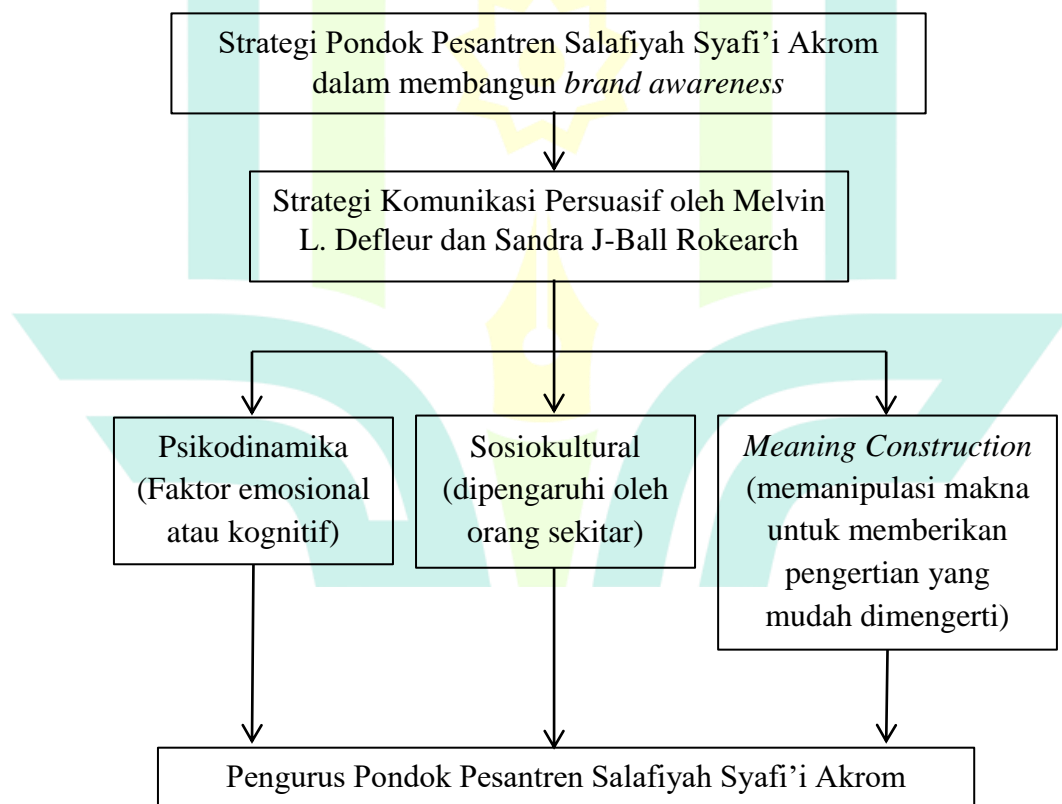 Strategi Pondok Pesantren Salafiyah Syafi’i Akrom
dalam membangun brand awareness
Strategi Komunikasi Persuasif oleh Melvin
L. Defleur dan Sandra J-Ball Rokearch
Psikodinamika
(Faktor emosional
atau kognitif)
Sosiokultural
(dipengaruhi oleh
orang sekitar)
Meaning Construction
(memanipulasi makna
untuk memberikan
pengertian yang
mudah dimengerti)
Pengurus Pondok Pesantren Salafiyah Syafi’i Akrom